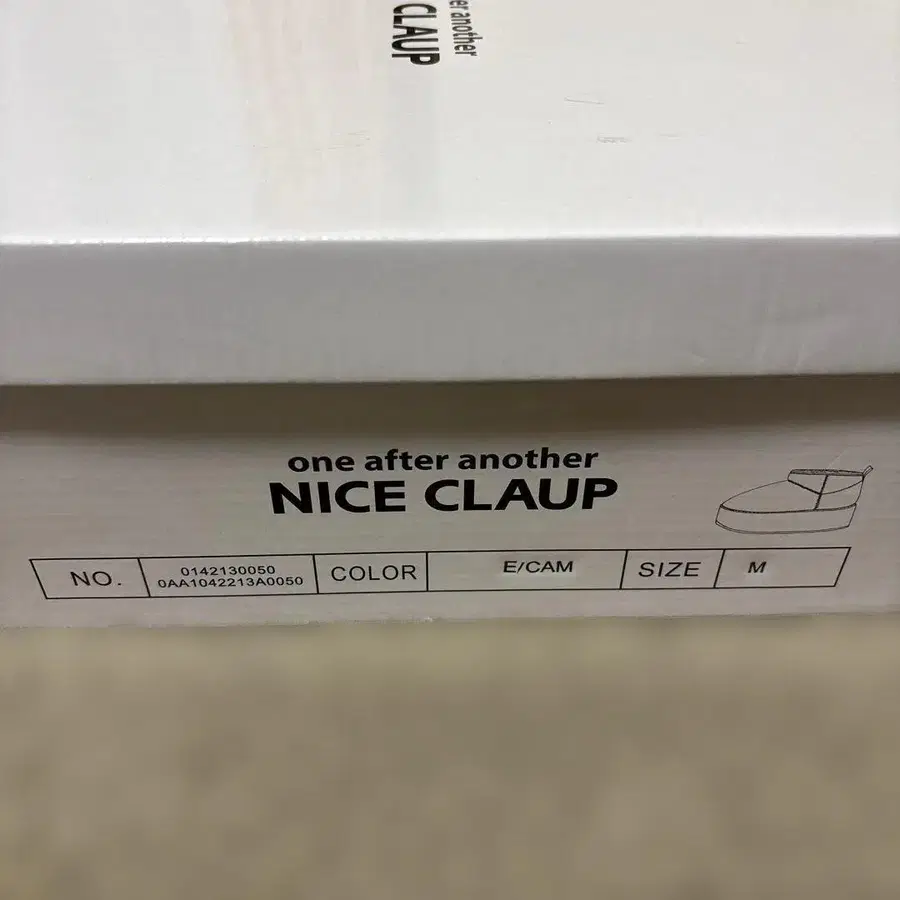 er another
CLAUP
one after another
NICE CLAUP
NO. 0142130050 0AA1042213A0050 COLOR E/CAM SIZE M